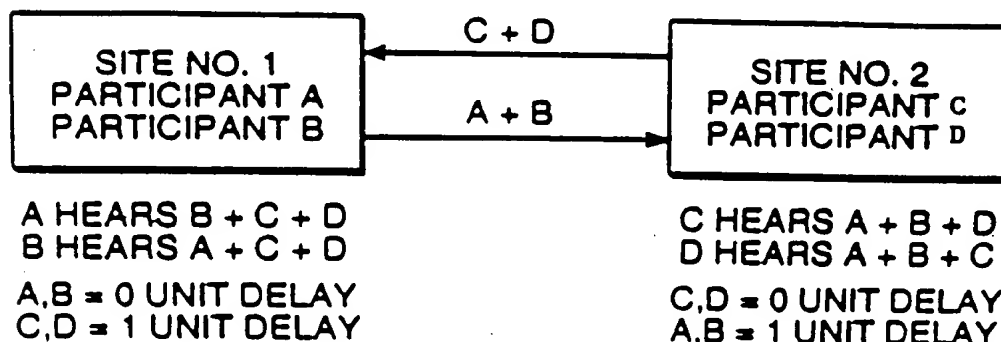 SITE NO. 1
PARTICIPANT A
PARTICIPANT B
C + D
A + B
SITE NO. 2
PARTICIPANT C
PARTICIPANT D
A HEARS B + C + D
B HEARS A + C + D
A,B = 0 UNIT DELAY
C,D = 1 UNIT DELAY
C HEARS A + B + D
D HEARS A + B + C
C,D = 0 UNIT DELAY
A,B = 1 UNIT DELAY